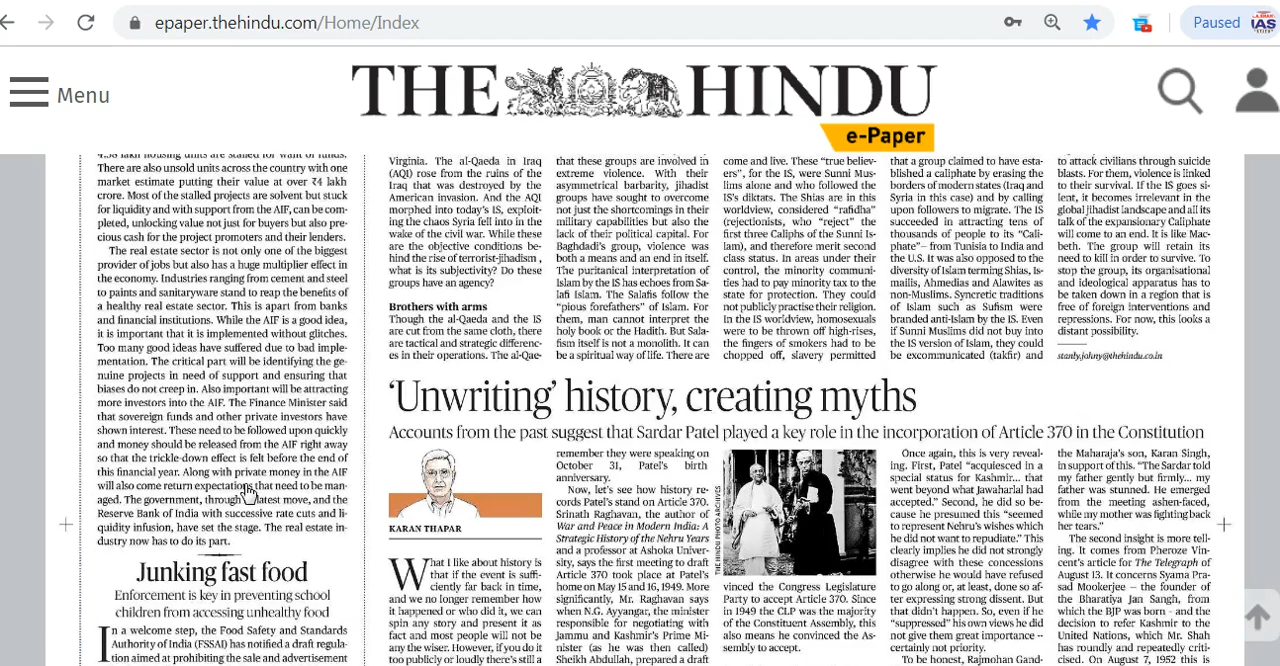 epaper.thehindu.com/Home/Index
Paused
IAS
Menu
THE HINDU
e-Paper
4.58 lakh housing units are stalled for want of funds.
There are also unsold units across the country with one
market estimate putting their value at over ₹4 lakh
crore. Most of the stalled projects are solvent but stuck
for liquidity and with support from the AIF, can be com-
pleted, unlocking value not just for buyers but also pre-
cious cash for the project promoters and their lenders.
The real estate sector is not only one of the biggest
provider of jobs but also has a huge multiplier effect in
the economy. Industries ranging from cement and steel
to paints and sanitaryware stand to reap the benefits of
a healthy real estate sector. This is apart from banks
and financial institutions. While the AIF is a good idea,
it is important that it is implemented without glitches.
Too many good ideas have suffered due to bad imple-
mentation. The critical part will be identifying the ge-
nuine projects in need of support and ensuring that
biases do not creep in. Also important will be attracting
more investors into the AIF. The Finance Minister said
that sovereign funds and other private investors have
shown interest. These need to be followed upon quickly
and money should be released from the AIF right away
so that the trickle-down effect is felt before the end of
this financial year. Along with private money in the AIF
will also come return expectations that need to be man-
aged. The government, through latest move, and the
Reserve Bank of India with successive rate cuts and li-
quidity infusion, have set the stage. The real estate in-
dustry now has to do its part.
Junking fast food
Enforcement is key in preventing school
children from accessing unhealthy food
In a welcome step, the Food Safety and Standards
Authority of India (FSSAI) has notified a draft regula-
tion aimed at prohibiting the sale and advertisement
Virginia. The al-Qaeda in Iraq
(AQI) rose from the ruins of the
Iraq that was destroyed by the
American invasion. And the AQI
morphed into today's IS, exploit-
ing the chaos Syria fell into in the
wake of the civil war. While these
are the objective conditions be-
hind the rise of terrorist-jihadism,
what is its subjectivity? Do these
groups have an agency?
Brothers with arms
Though the al-Qaeda and the IS
are cut from the same cloth, there
are tactical and strategic differenc-
es in their operations. The al-Qae-
that these groups are involved in
extreme violence. With their
asymmetrical barbarity, jihadist
groups have sought to overcome
not just the shortcomings in their
military capabilities but also the
lack of their political capital. For
Baghdadi's group, violence was
both a means and an end in itself.
The puritanical interpretation of
Islam by the IS has echoes from Sa-
lafi Islam. The Salafis follow the
"pious forefathers" of Islam. For
them, man cannot interpret the
holy book or the Hadith. But Sala-
fism itself is not a monolith. It can
be a spiritual way of life. There are
come and live. These "true believ-
ers", for the IS, were Sunni Mus-
lims alone and who followed the
IS's diktats. The Shias are in this
worldview, considered "rafidha"
(rejectionists, who "reject" the
first three Caliphs of the Sunni Is-
lam), and therefore merit second
class status. In areas under their
control, the minority communi-
ties had to pay minority tax to the
state for protection. They could
not publicly practise their religion.
In the IS worldview, homosexuals
were to be thrown off high-rises,
the fingers of smokers had to be
chopped off, slavery permitted
that a group claimed to have esta-
blished a caliphate by erasing the
borders of modern states (Iraq and
Syria in this case) and by calling
upon followers to migrate. The IS
succeeded in attracting tens of
thousands of people to its "Cali-
phate" – from Tunisia to India and
the U.S. It was also opposed to the
diversity of Islam terming Shias, Is-
mailis, Ahmedias and Alawites as
non-Muslims. Syncretic traditions
of Islam such as Sufism were
branded anti-Islam by the IS. Even
if Sunni Muslims did not buy into
the IS version of Islam, they could
be excommunicated (takfir) and
to attack civilians through suicide
blasts. For them, violence is linked
to their survival. If the IS goes si-
lent, it becomes irrelevant in the
global jihadist landscape and all its
talk of the expansionary Caliphate
will come to an end. It is like Mac-
beth. The group will retain its
need to kill in order to survive. To
stop the group, its organisational
and ideological apparatus has to
be taken down in a region that is
free of foreign interventions and
repressions. For now, this looks a
distant possibility.
stanly.johny@thehindu.co.in
'Unwriting' history, creating myths
Accounts from the past suggest that Sardar Patel played a key role in the incorporation of Article 370 in the Constitution
KARAN THAPAR
What I like about history is
that if the event is suffi-
ciently far back in time,
and we no longer remember how
it happened or who did it, we can
spin any story and present it as
fact and most people will not be
any the wiser. However, if you do it
too publicly or loudly there's still a
remember they were speaking on
October 31, Patel's birth
anniversary.
Now, let's see how history re-
cords Patel's stand on Article 370.
Srinath Raghavan, the author of
War and Peace in Modern India: A
Strategic History of the Nehru Years
and a professor at Ashoka Univer-
sity, says the first meeting to draft
Article 370 took place at Patel's
home on May 15 and 16, 1949. More
significantly, Mr. Raghavan says
when N.G. Ayyangar, the minister
responsible for negotiating with
Jammu and Kashmir's Prime Mi-
nister (as he was then called)
Sheikh Abdullah, prepared a draft
THE HINDU PHOTO ARCHIVES
vinced the Congress Legislature
Party to accept Article 370. Since
in 1949 the CLP was the majority
of the Constituent Assembly, this
also means he convinced the As-
sembly to accept.
Once again, this is very reveal-
ing. First, Patel "acquiesced in a
special status for Kashmir...
that went beyond what Jawaharlal had
accepted." Second, he did so be-
cause he presumed this "seemed
to represent Nehru's wishes which
he did not want to repudiate." This
clearly implies he did not strongly
disagree with these concessions
otherwise he would have refused
to go along or, at least, done so af-
ter expressing strong dissent. But
that didn't happen. So, even if he
"suppressed" his own views he did
not give them great importance --
certainly not priority.
To be honest, Rajmohan Gand-
the Maharaja's son, Karan Singh,
in support of this. "The Sardar told
my father gently but firmly... my
father was stunned. He emerged
from the meeting ashen-faced,
while my mother was fighting back
her tears."
The second insight is more tell-
ing. It comes from Pheroze Vin-
cent's article for The Telegraph of
August 13. It concerns Syama Pra-
sad Mookerjee – the founder of
the Bharatiya Jan Sangh, from
which the BJP was born - and the
decision to refer Kashmir to the
United Nations, which Mr. Shah
has roundly and repeatedly criti-
cised. On August 7, 1952 the